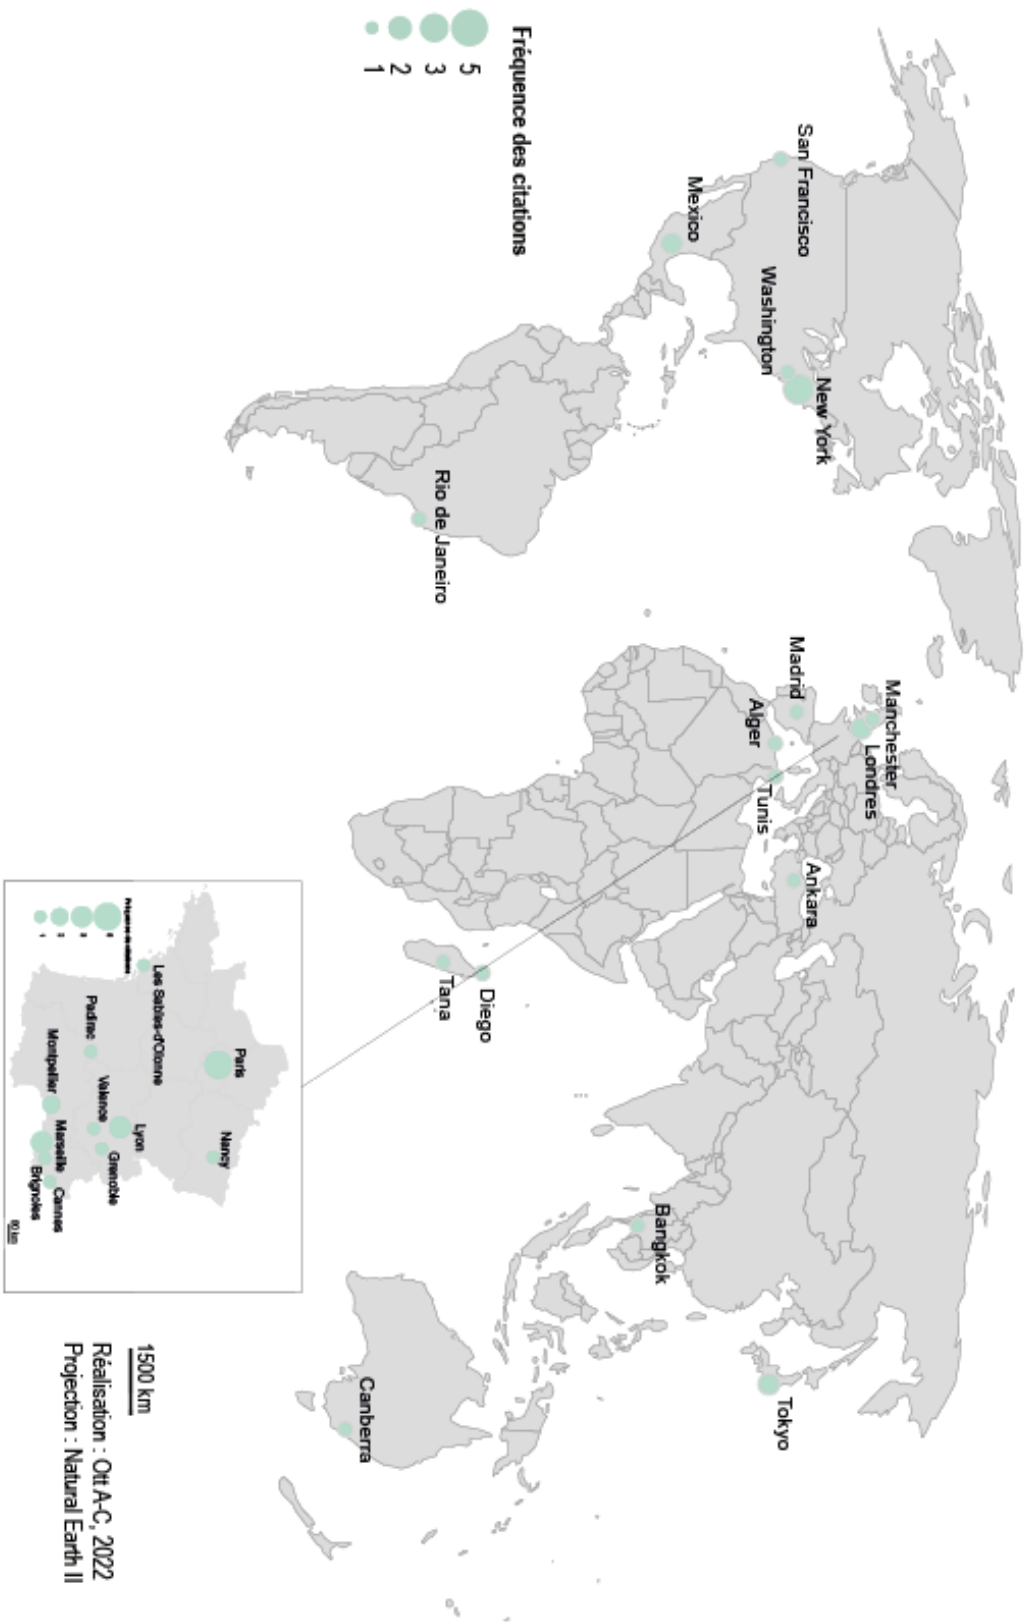 San Francisco
Mexico
Washington
New York
Rio de Janeiro
Manchester
Londres
Madrid
Alger
Tunis
Ankara
Diego
Tana
Bangkok
Tokyo
Canberra
Fréquence des citations
5
3
2
1
Paris
Nancy
Les Sables-d'Olonne
Lyon
Grenoble
Valence
Padirac
Montpellier
Marseille
Cannes
Brignoles
1500 km
Réalisation : Ott A-C, 2022
Projection : Natural Earth II